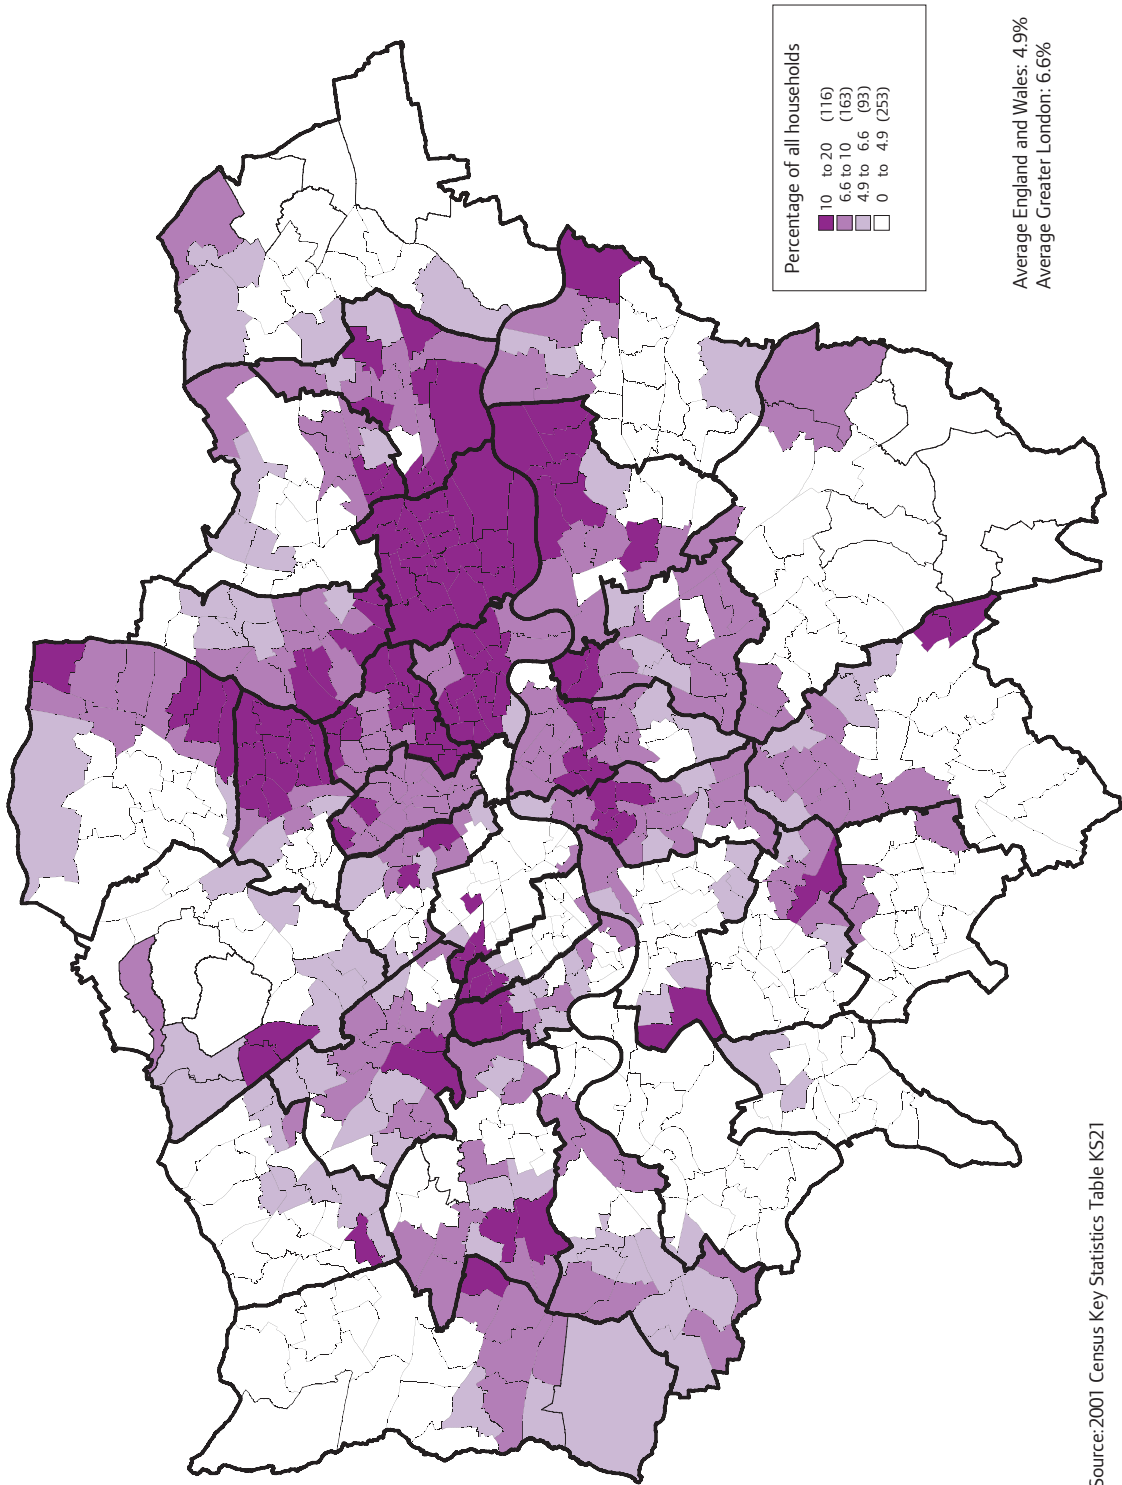 Percentage of all households
10 to 20 (116)
6.6 to 10 (163)
4.9 to 6.6 (93)
0 to 4.9 (253)
Average England and Wales: 4.9%
Average Greater London: 6.6%
Source:2001 Census Key Statistics Table KS21